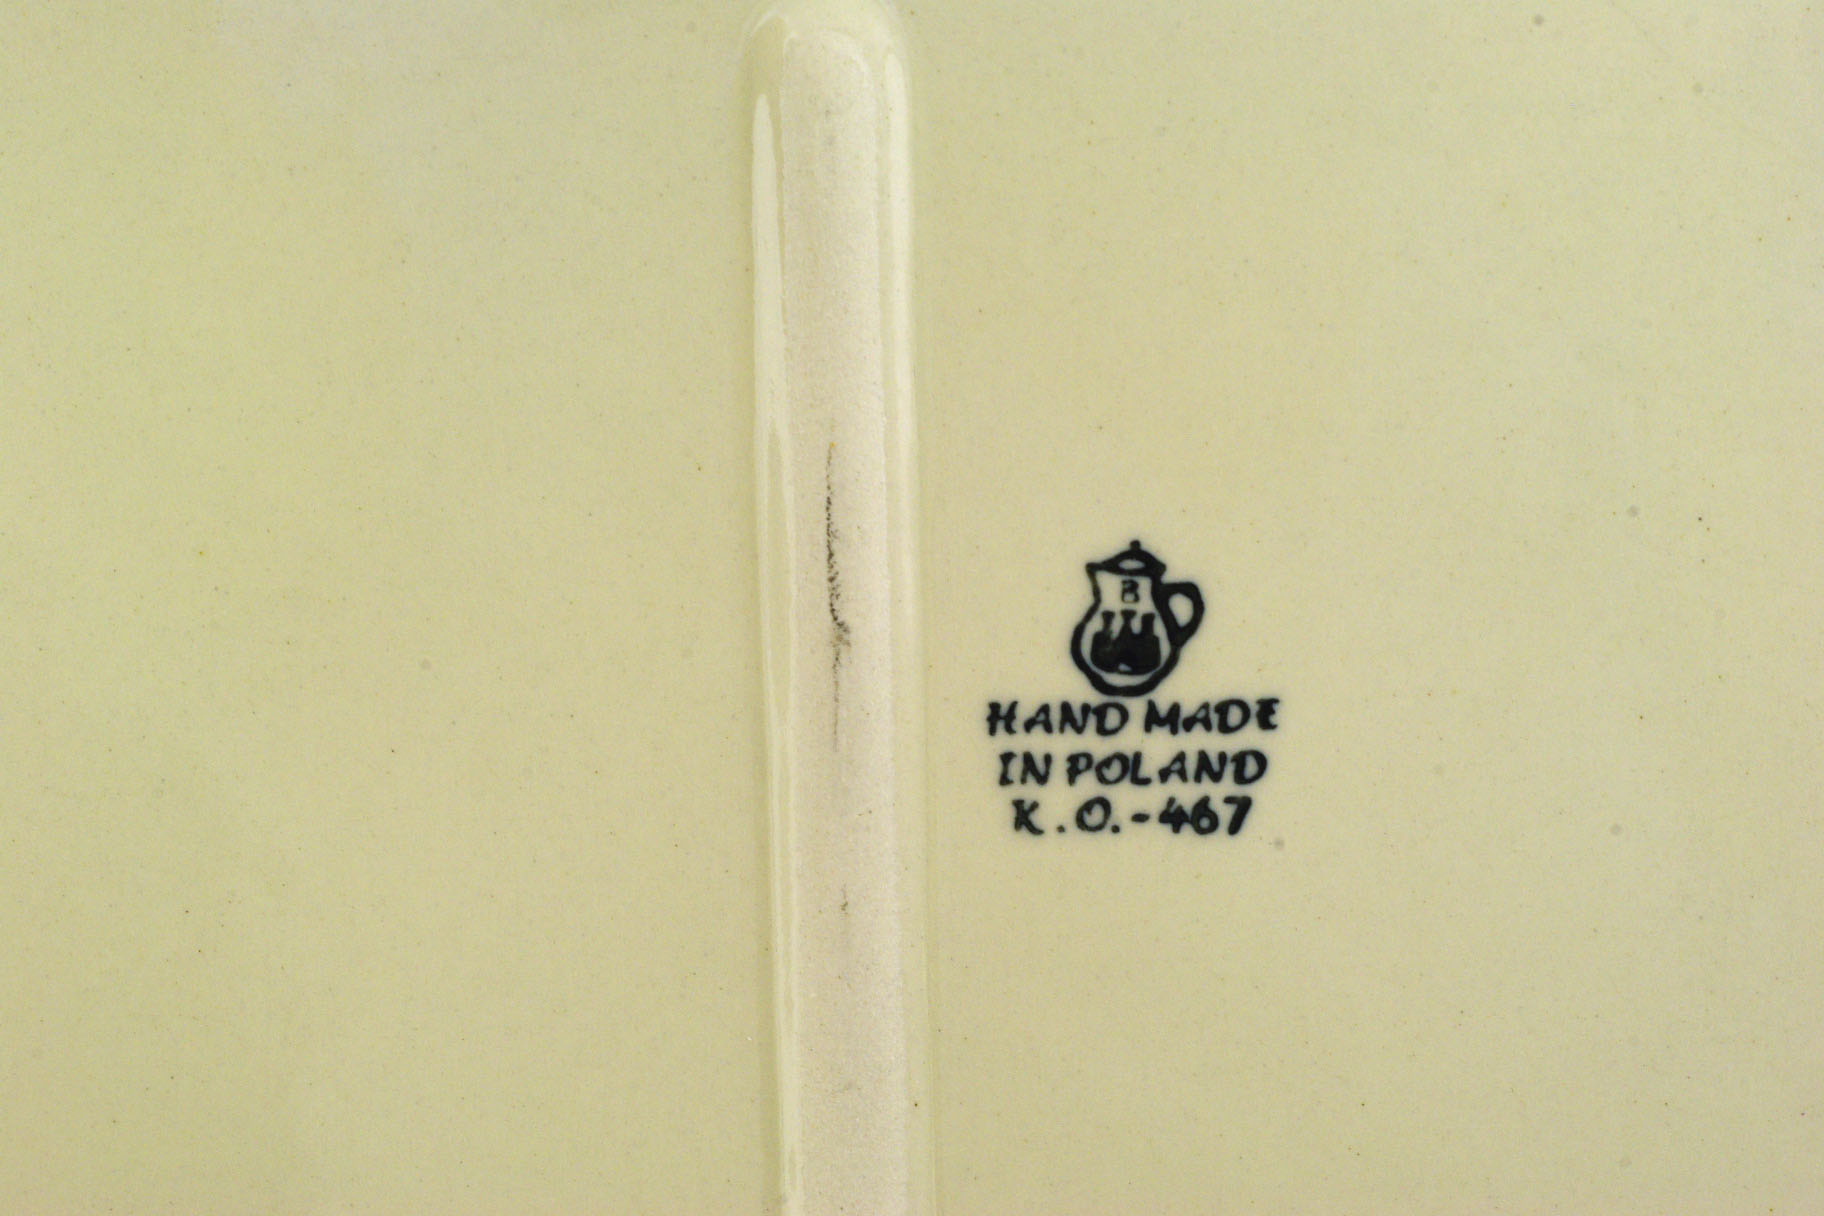 B
HAND MADE
IN POLAND
K.O.-467